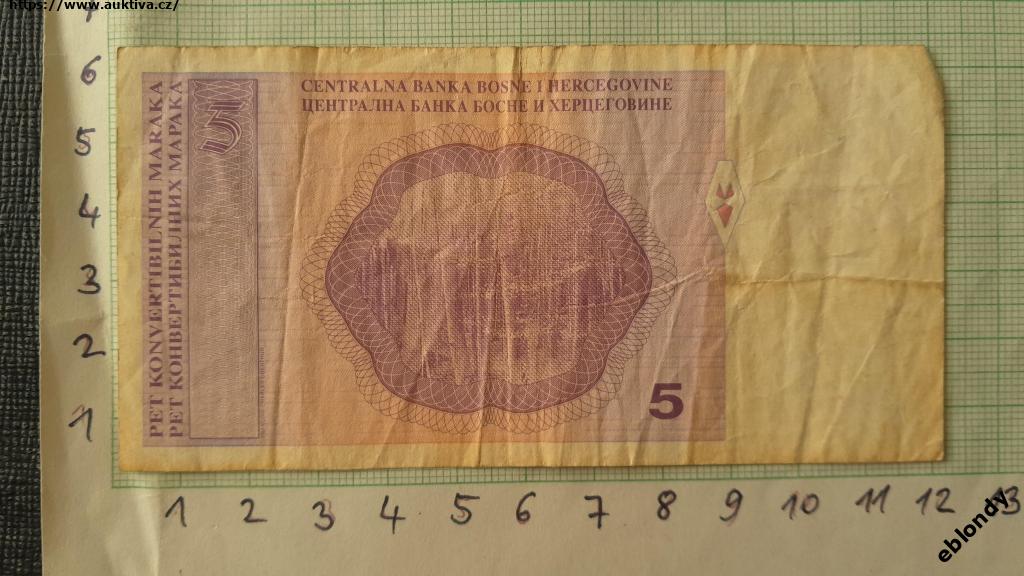 https://www.auktiva.cz/
CENTRALNA BANKA BOSNE I HERCEGOVINE
ЦЕНТРАЛНА БАНКА БОСНЕ И ХЕРЦЕГОВИНЕ
PET KONVERTIBILNIH MARAKA
ПЕТ КОНВЕРТИБИЛНИХ МАРАКА
5
5
7
6
5
4
3
2
1
1 2 3 4 5 6 7 8 9 10 11 12 13
eblondy